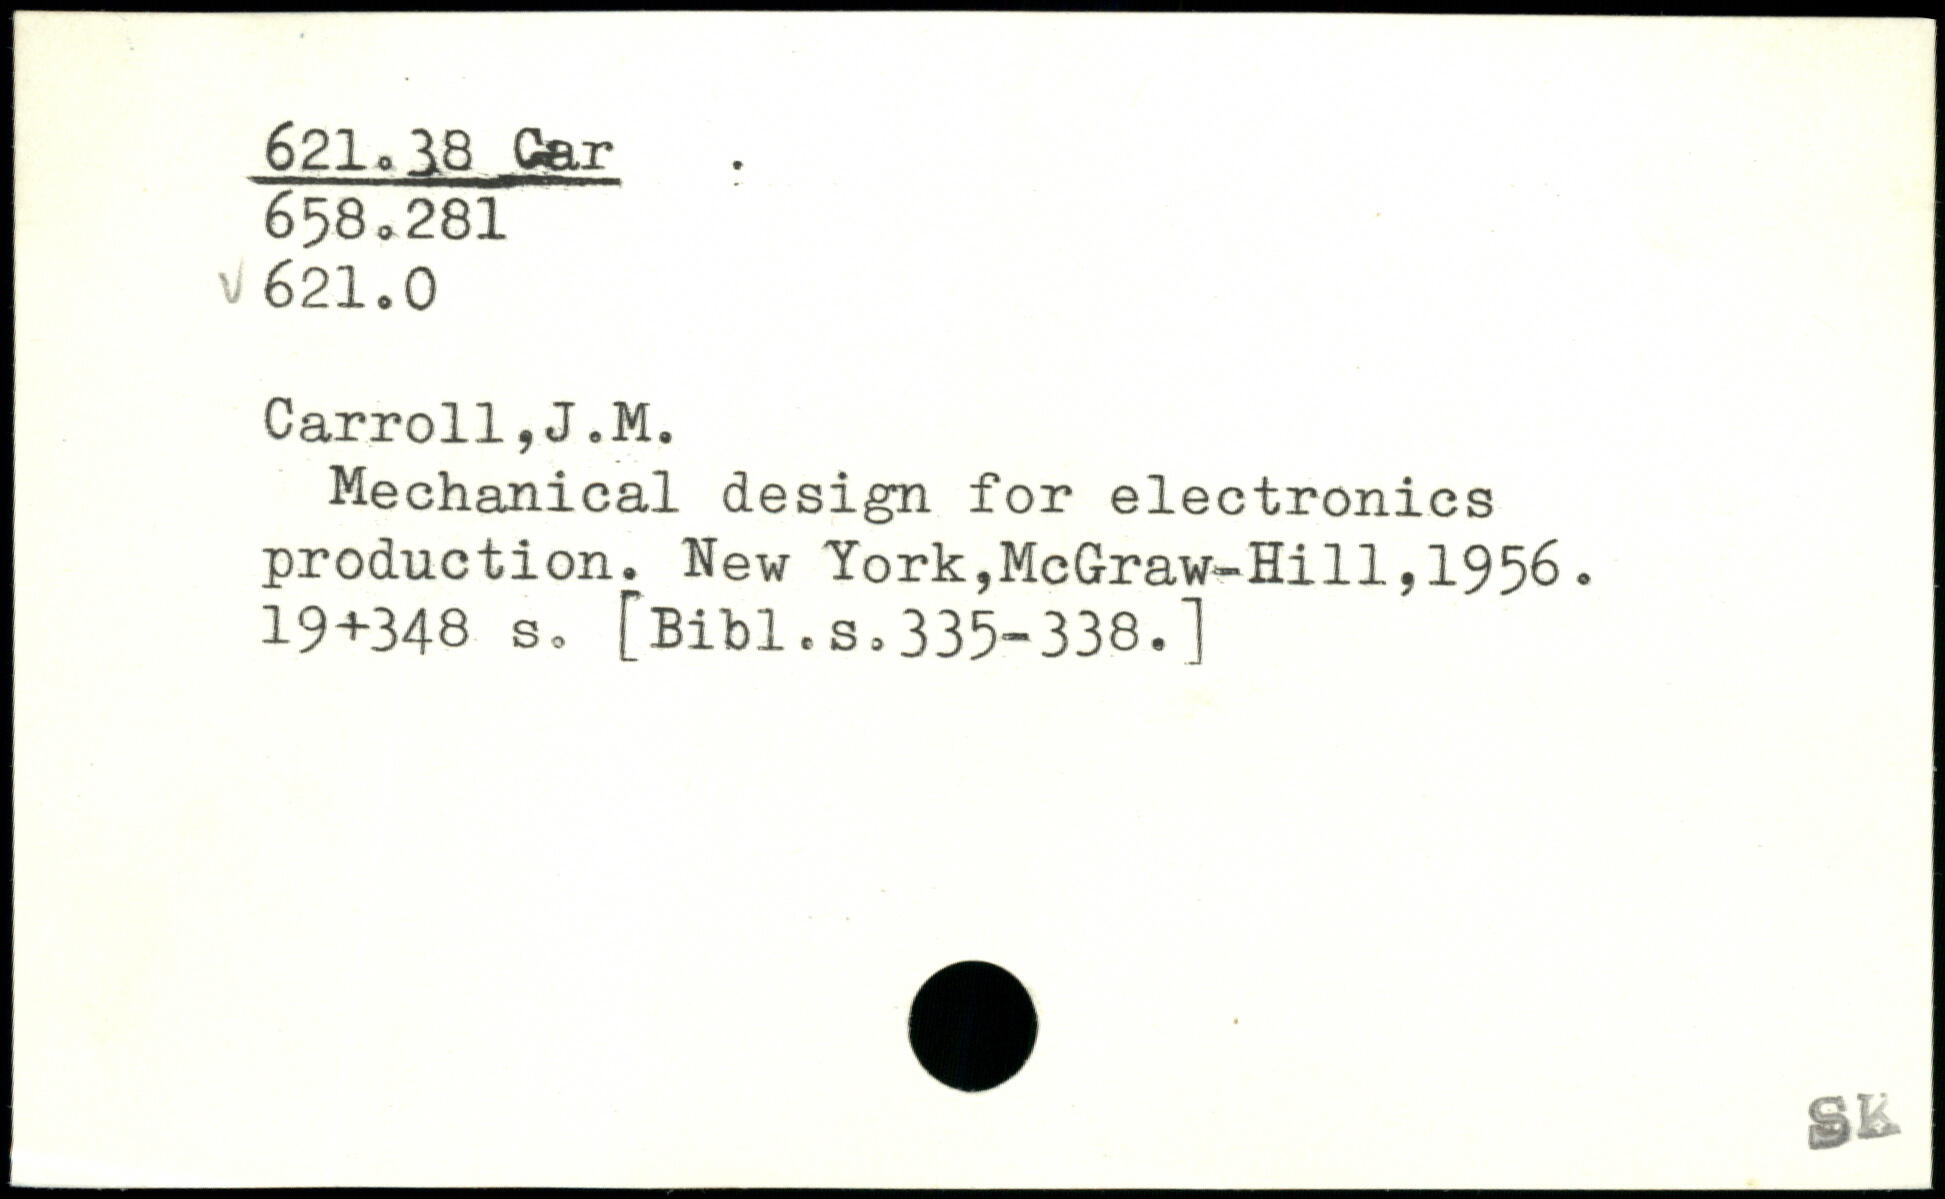 621.38 Car
658.281
√ 621.0
Carroll,J.M.
Mechanical design for electronics
production. New York,McGraw-Hill,1956.
19+348 s. [Bibl.s.335-338.]
SK